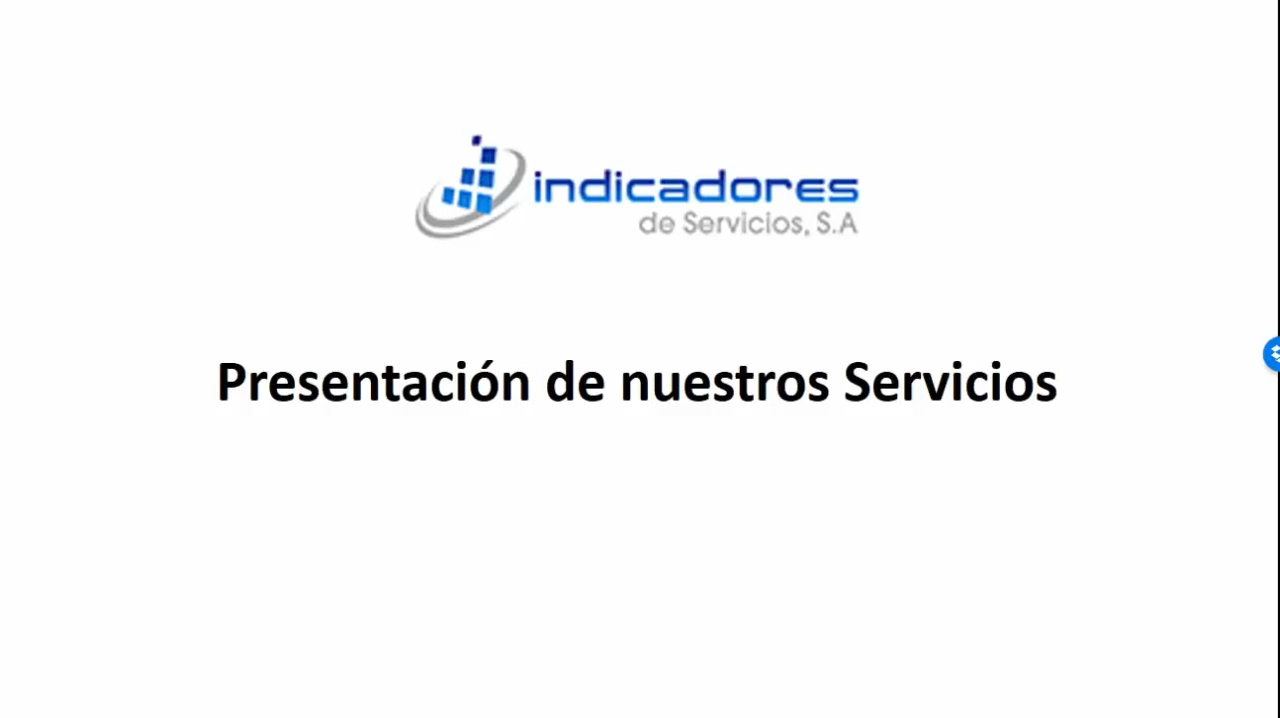 indicadores
de Servicios, S.A
Presentación de nuestros Servicios